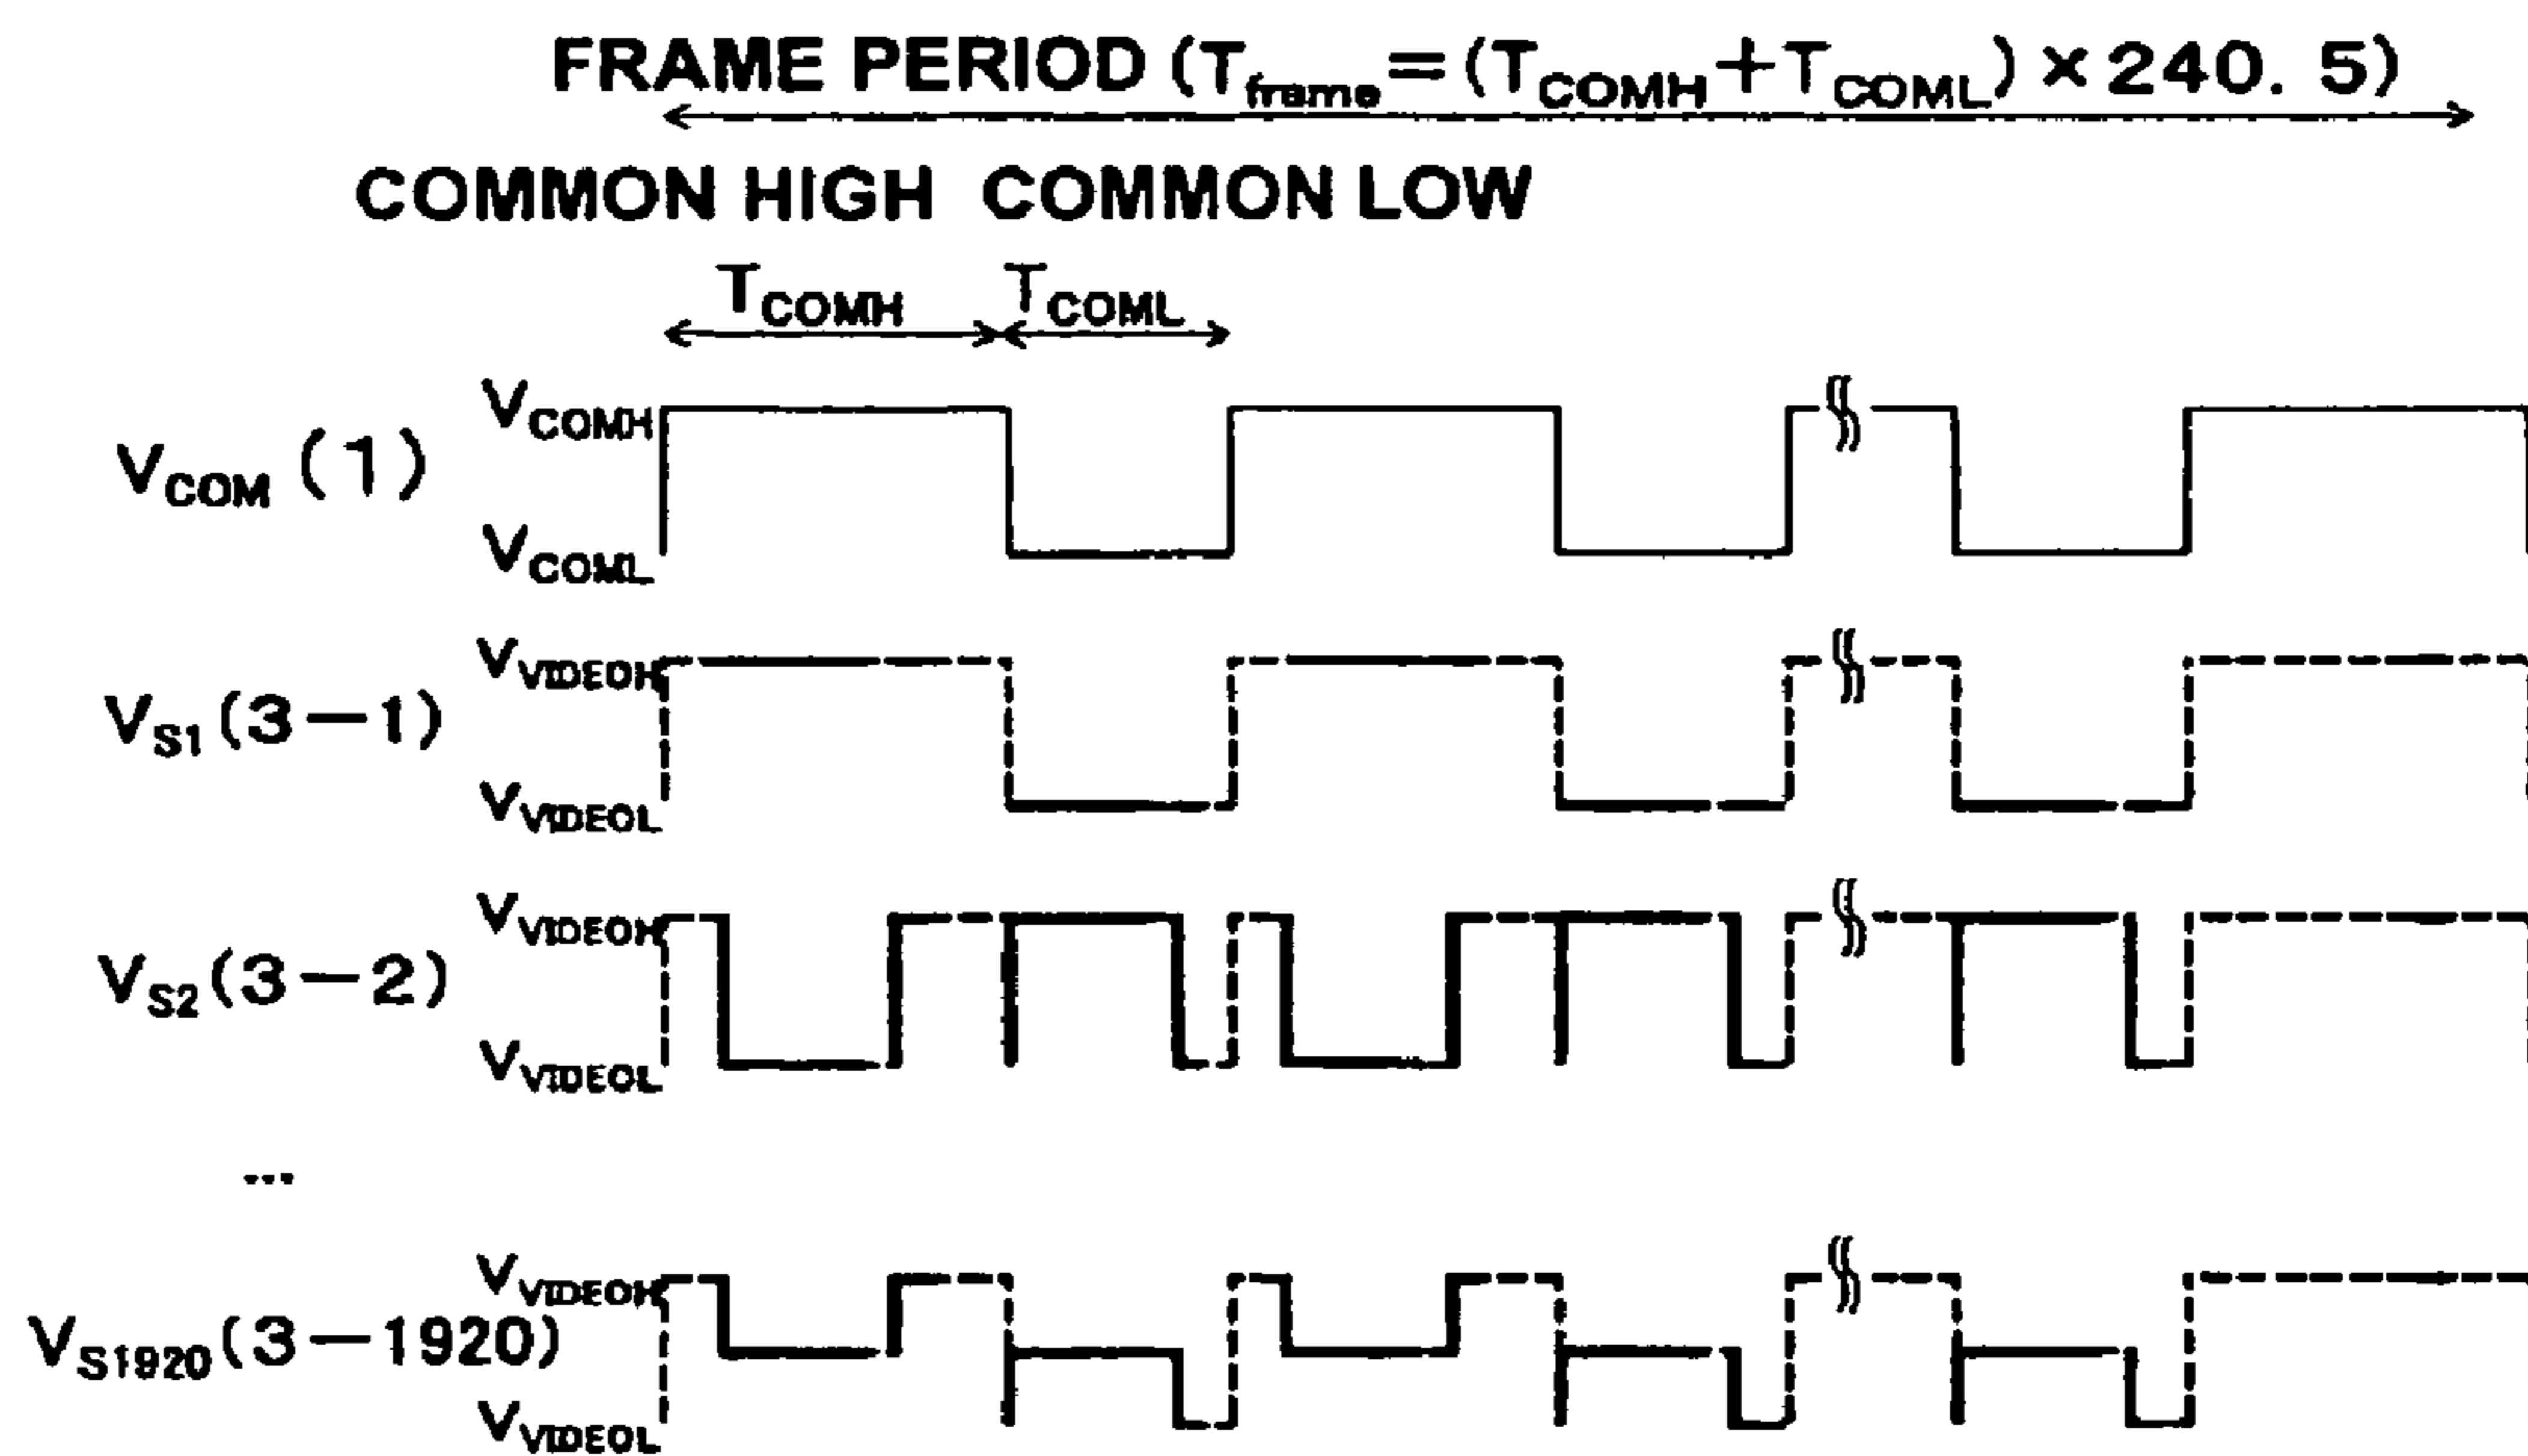 FRAME PERIOD (Tframe=(TCOMH+TCOML)×240. 5)
COMMON HIGH COMMON LOW
TCOMH TCOML
VCOMH
VCOM (1)
VCOML
VVIDEOH
VS1(3-1)
VVIDEOL
VVIDEOH
VS2(3-2)
VVIDEOL
...
VVIDEOH
VS1920(3-1920)
VVIDEOL